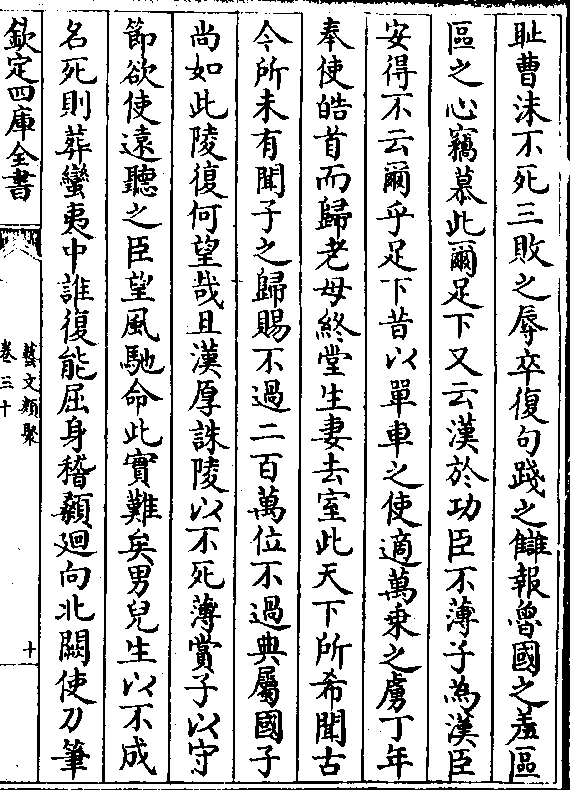 耻曹沬不死三敗之辱卒復句踐之讎報魯國之羞區
區之心竊慕此爾足下又云漢於功臣不薄子為漢臣
安得不云爾乎足下昔以單車之使適萬乗之虜丁年
奉使皓首而歸老母終堂生妻去室此天下所希聞古
今所未有聞子之歸賜不過二百萬位不過典屬國子
尚如此陵復何望哉且漢厚誅陵以不死薄賞子以守
節欲使遠聽之臣望風馳命此實難矣男兒生以不成
名死則葬蠻夷中誰復能屈身稽顙廻向北闕使刀筆
欽定四庫全書
藝文類聚
卷三十
十